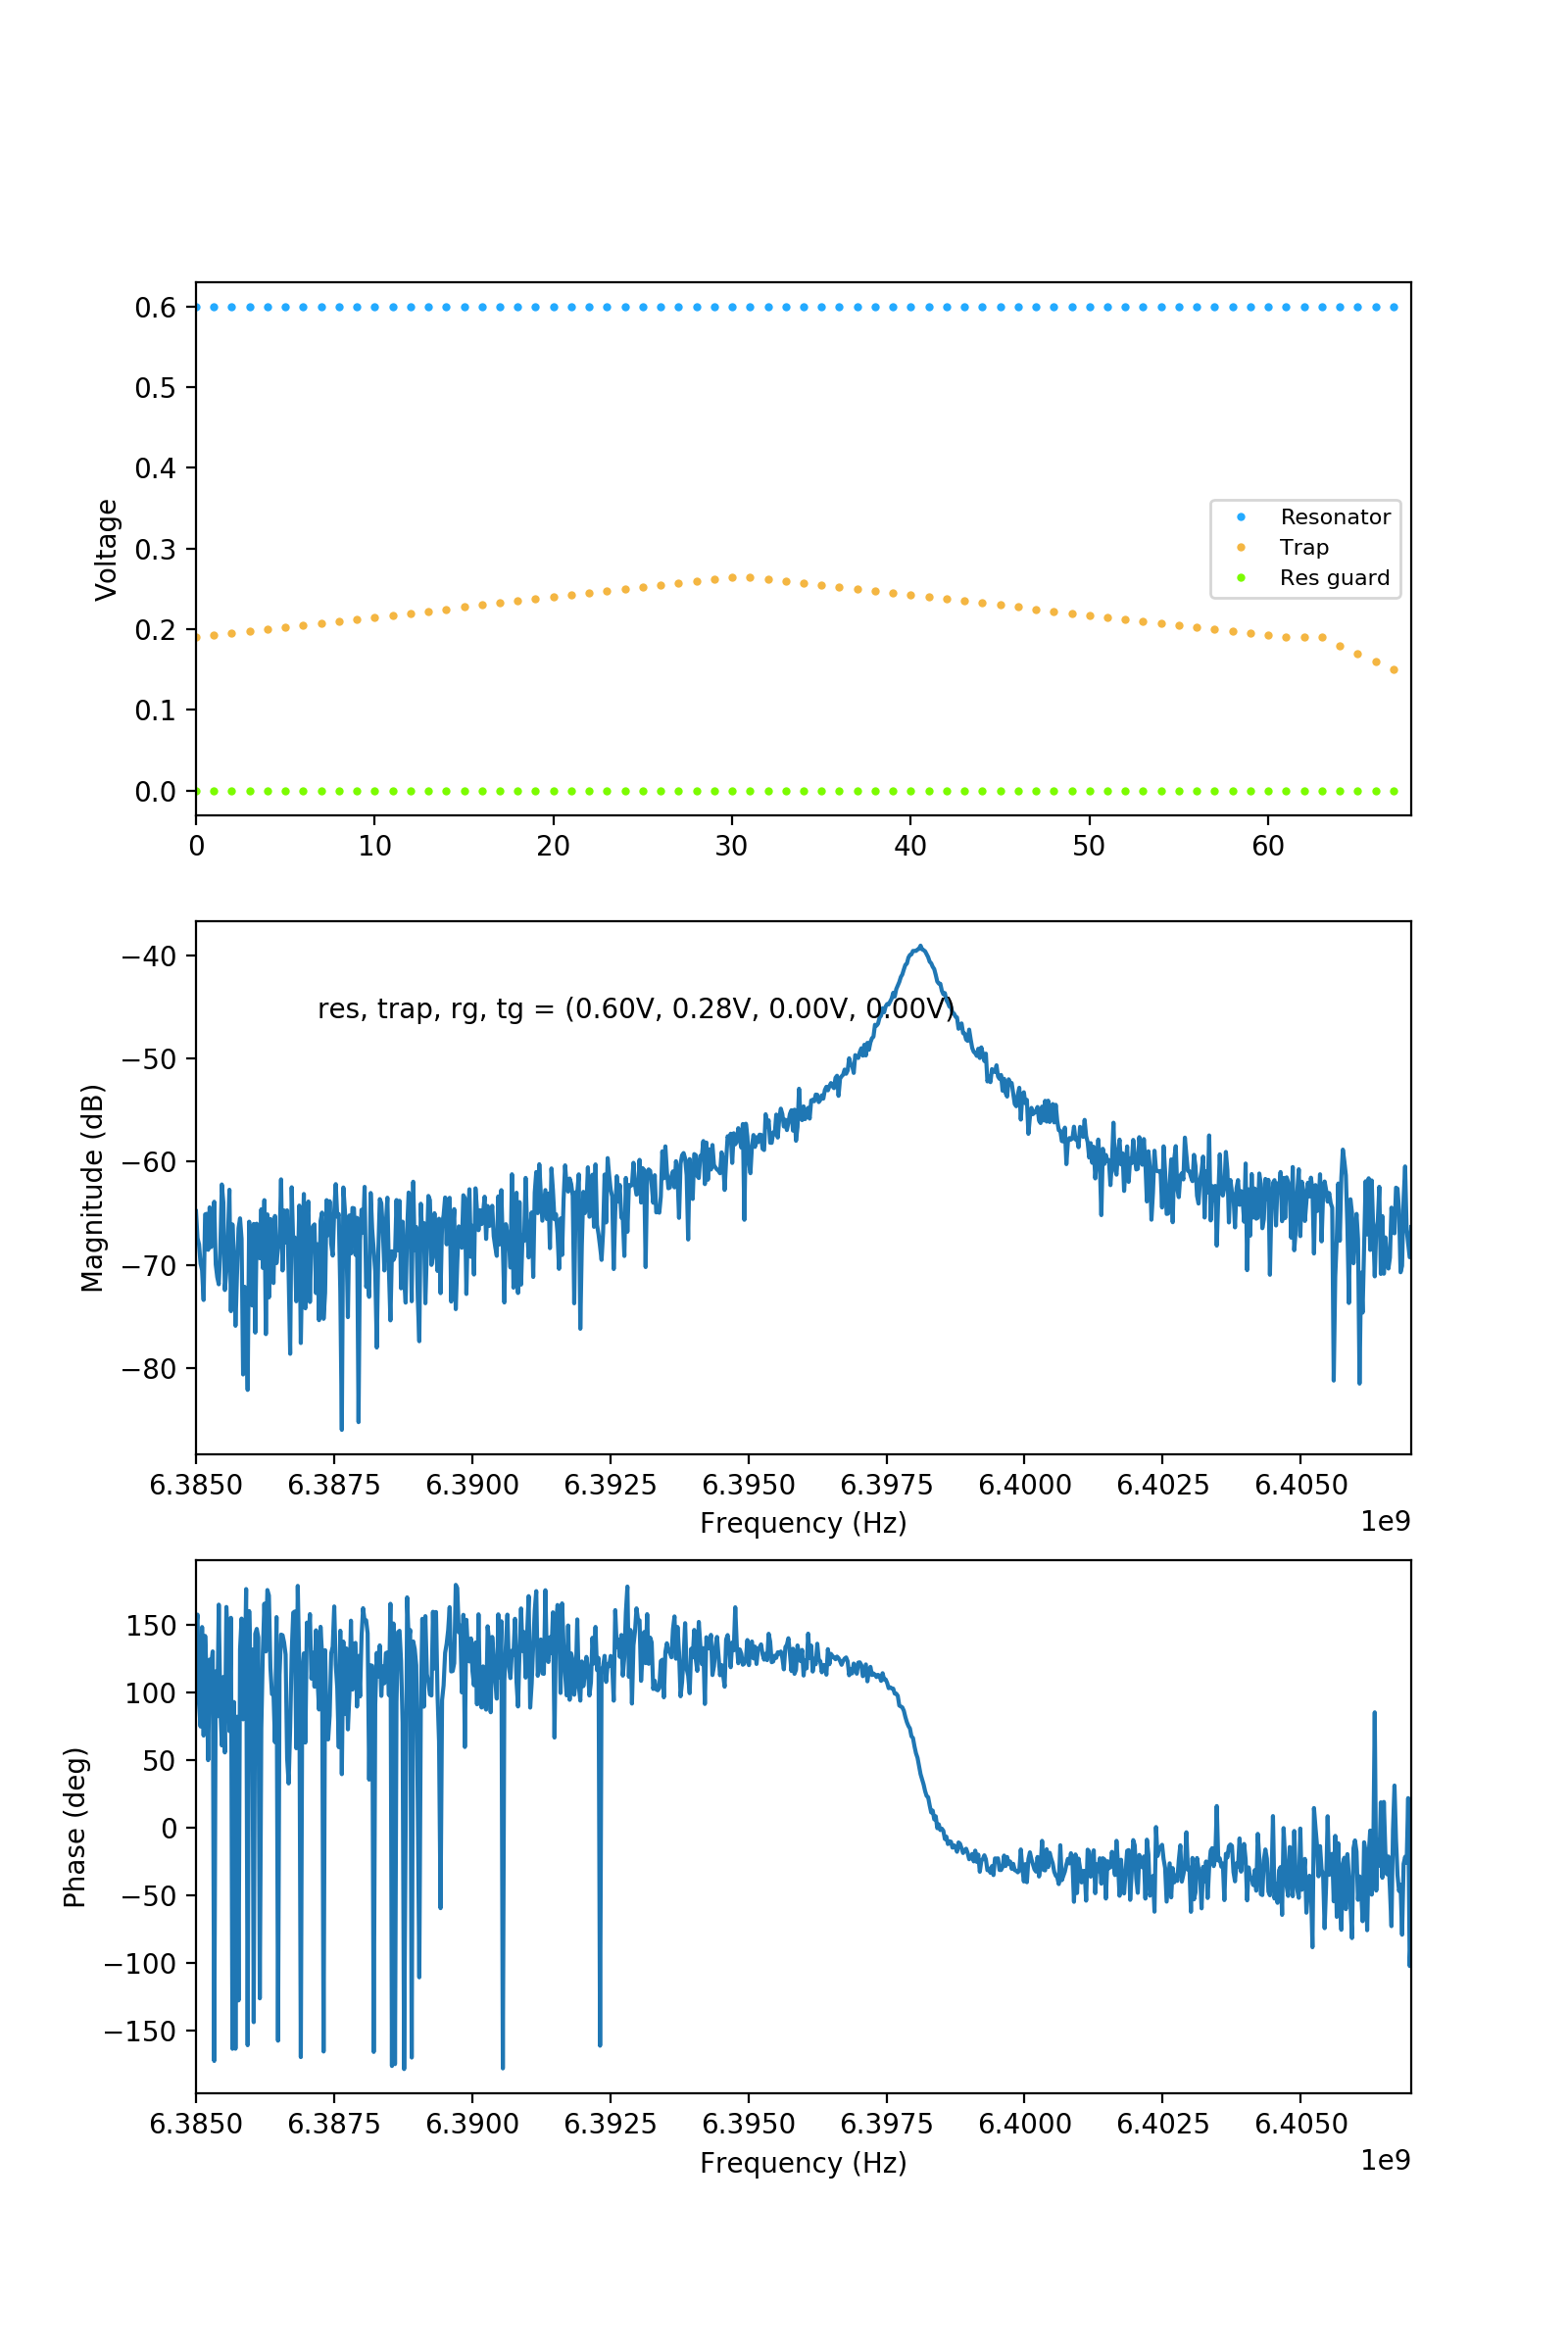 0.6
0.5
0.4
0.3
0.2
0.1
0.0
Voltage
Resonator
Trap
Res guard
0 10 20 30 40 50 60
−40
−50
−60
−70
−80
Magnitude (dB)
res, trap, rg, tg = (0.60V, 0.28V, 0.00V, 0.00V)
6.3850 6.3875 6.3900 6.3925 6.3950 6.3975 6.4000 6.4025 6.4050
Frequency (Hz)
1e9
150
100
50
0
−50
−100
−150
Phase (deg)
6.3850 6.3875 6.3900 6.3925 6.3950 6.3975 6.4000 6.4025 6.4050
Frequency (Hz)
1e9